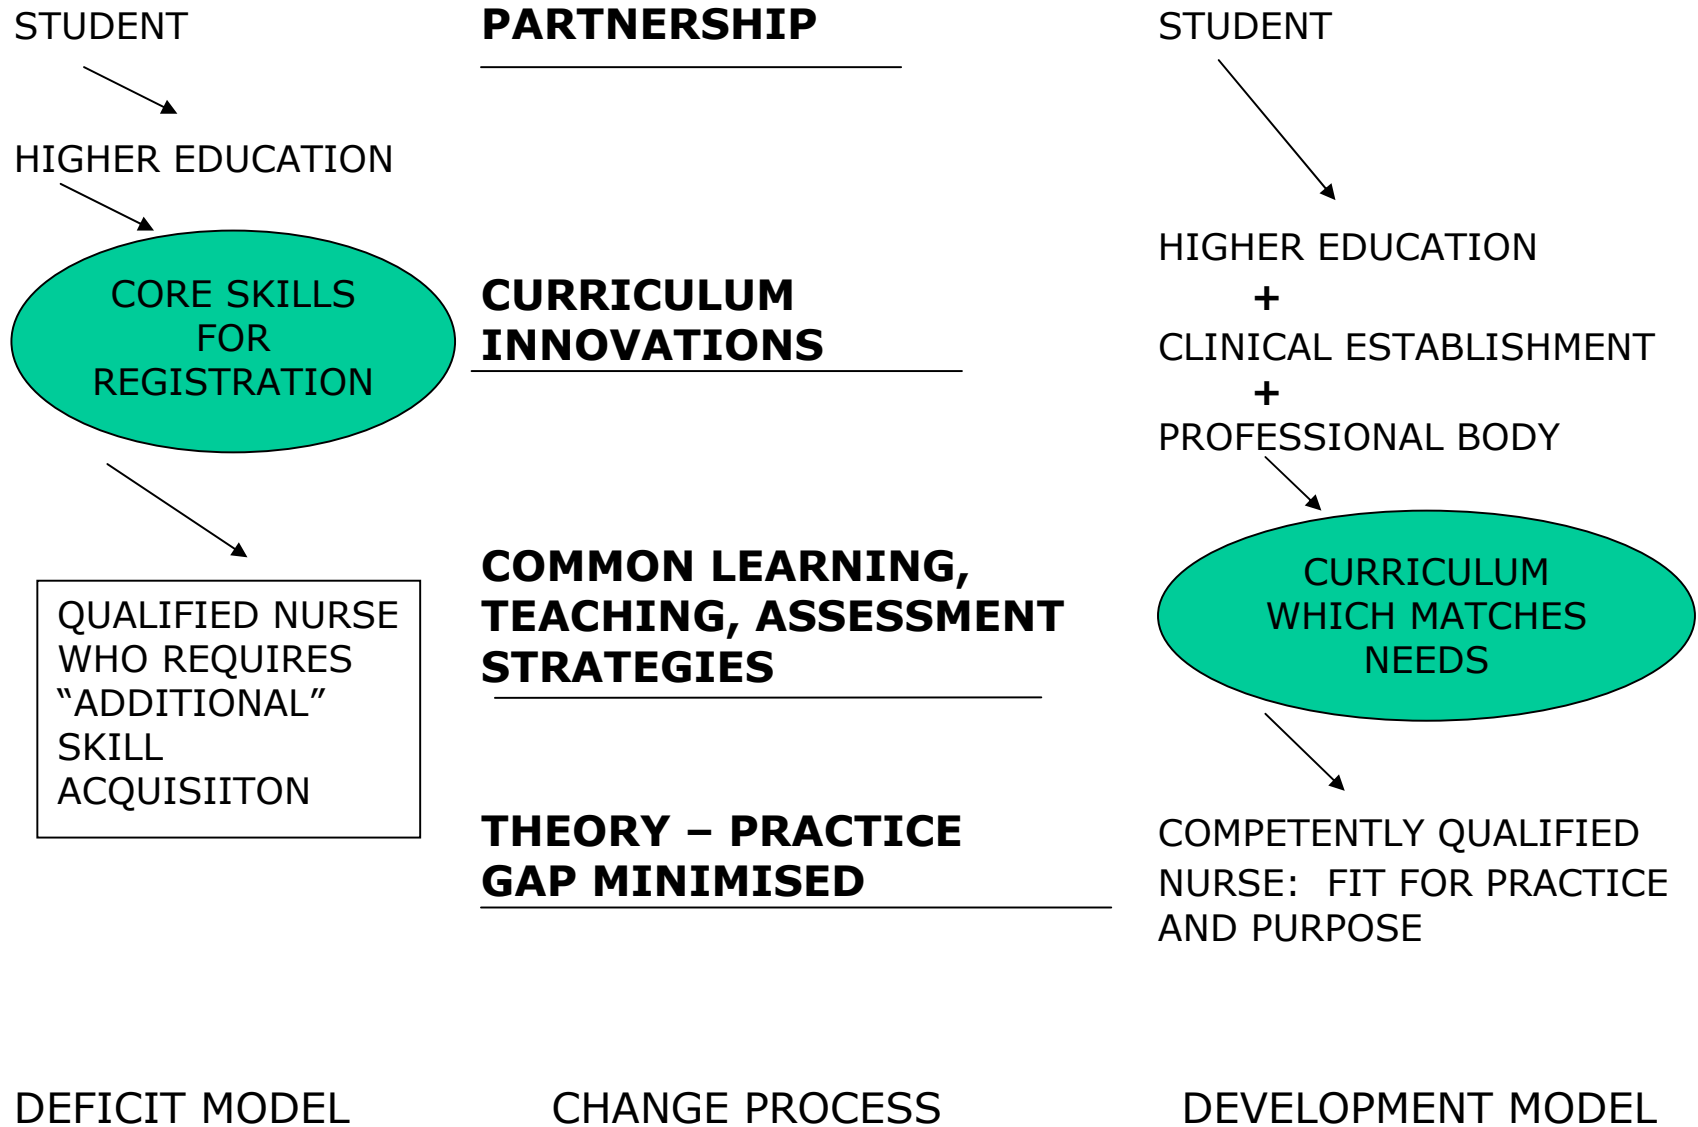 STUDENT
HIGHER EDUCATION
CORE SKILLS
FOR
REGISTRATION
QUALIFIED NURSE
WHO REQUIRES
“ADDITIONAL”
SKILL
ACQUISIITON
DEFICIT MODEL
PARTNERSHIP
CURRICULUM
INNOVATIONS
COMMON LEARNING,
TEACHING, ASSESSMENT
STRATEGIES
THEORY – PRACTICE
GAP MINIMISED
CHANGE PROCESS
STUDENT
HIGHER EDUCATION
+
CLINICAL ESTABLISHMENT
+
PROFESSIONAL BODY
CURRICULUM
WHICH MATCHES
NEEDS
COMPETENTLY QUALIFIED
NURSE: FIT FOR PRACTICE
AND PURPOSE
DEVELOPMENT MODEL